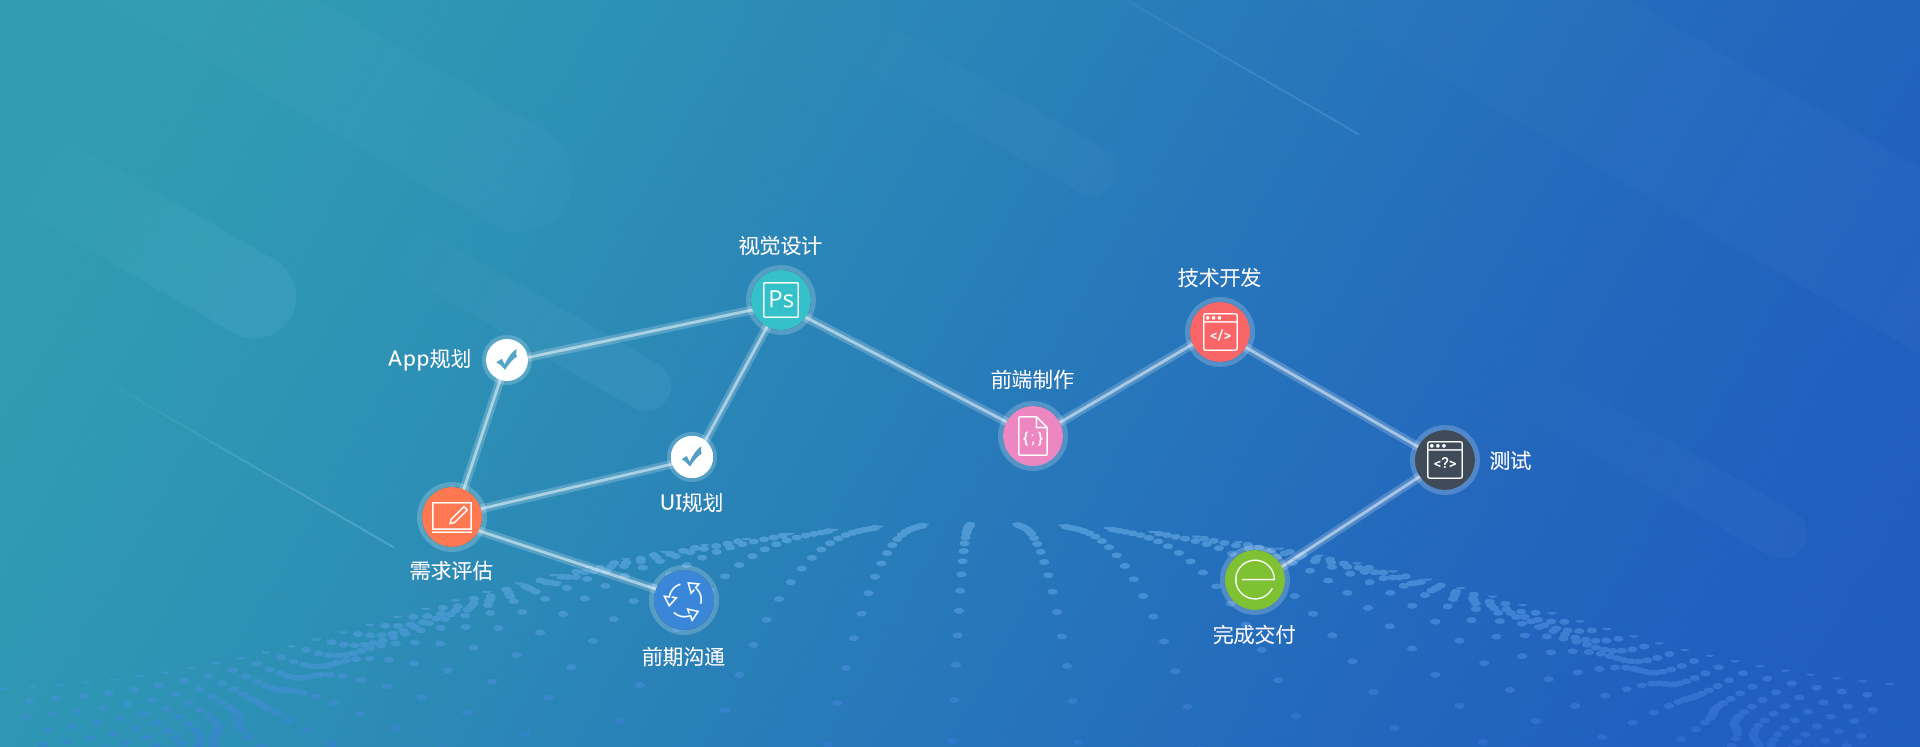 视觉设计
Ps
技术开发
</>
App规划
前端制作
{;}
测试
<?>
UI规划
需求评估
完成交付
前期沟通